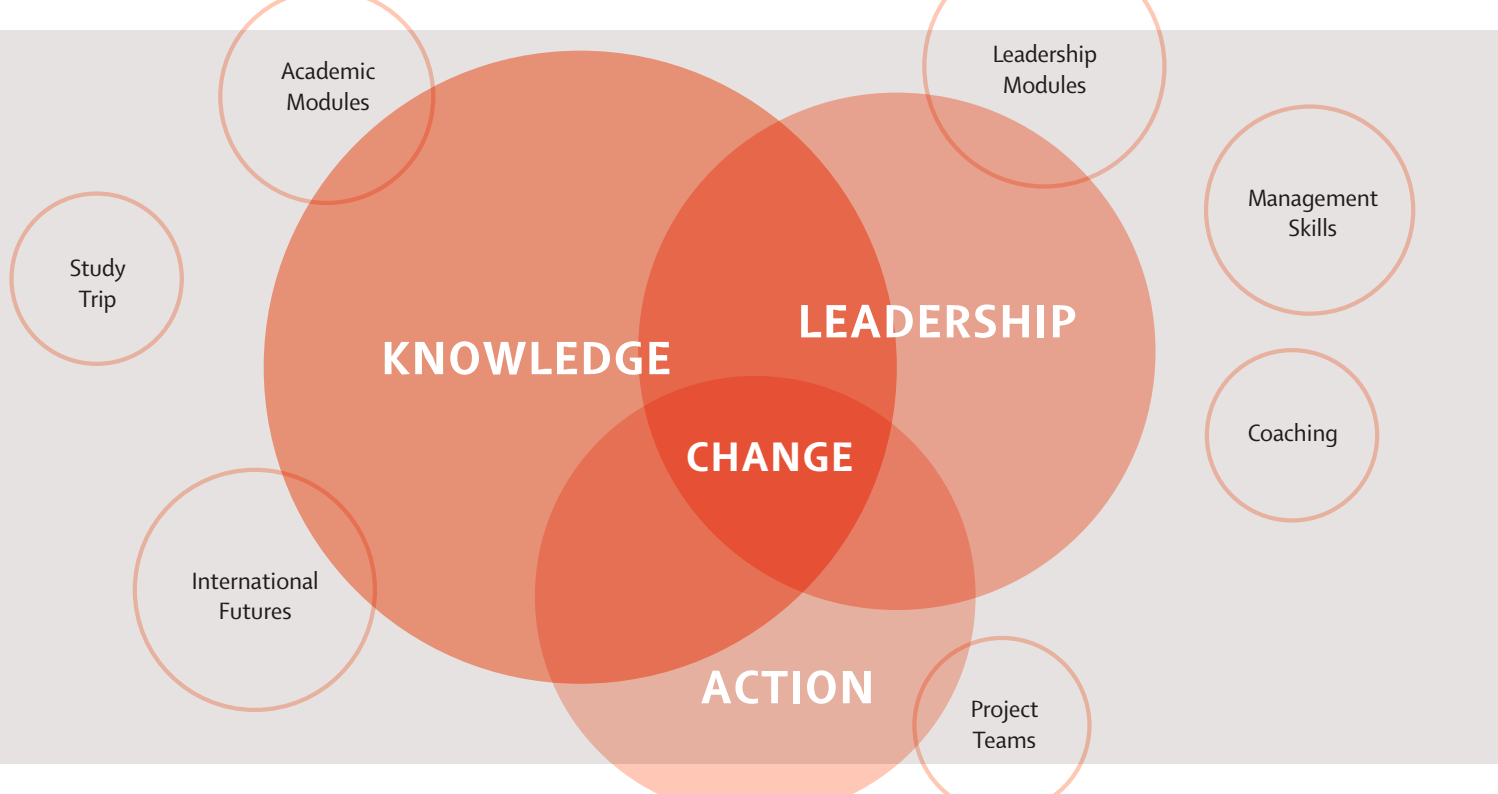 Academic
Modules
Leadership
Modules
Management
Skills
Study
Trip
LEADERSHIP
KNOWLEDGE
Coaching
CHANGE
International
Futures
ACTION
Project
Teams